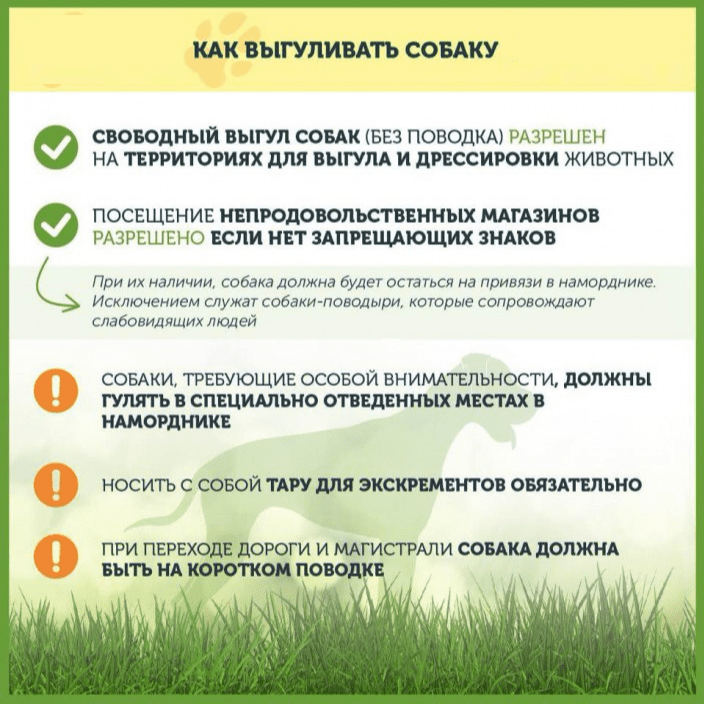 КАК ВЫГУЛИВАТЬ СОБАКУ
СВОБОДНЫЙ ВЫГУЛ СОБАК (БЕЗ ПОВОДКА) РАЗРЕШЕН
НА ТЕРРИТОРИЯХ ДЛЯ ВЫГУЛА И ДРЕССИРОВКИ ЖИВОТНЫХ
ПОСЕЩЕНИЕ НЕПРОДОВОЛЬСТВЕННЫХ МАГАЗИНОВ
РАЗРЕШЕНО ЕСЛИ НЕТ ЗАПРЕЩАЮЩИХ ЗНАКОВ
При их наличии, собака должна будет остаться на привязи в наморднике.
Исключением служат собаки-поводыри, которые сопровождают
слабовидящих людей
СОБАКИ, ТРЕБУЮЩИЕ ОСОБОЙ ВНИМАТЕЛЬНОСТИ, ДОЛЖНЫ
ГУЛЯТЬ В СПЕЦИАЛЬНО ОТВЕДЕННЫХ МЕСТАХ В
НАМОРДНИКЕ
НОСИТЬ С СОБОЙ ТАРУ ДЛЯ ЭКСКРЕМЕНТОВ ОБЯЗАТЕЛЬНО
ПРИ ПЕРЕХОДЕ ДОРОГИ И МАГИСТРАЛИ СОБАКА ДОЛЖНА
БЫТЬ НА КОРОТКОМ ПОВОДКЕ